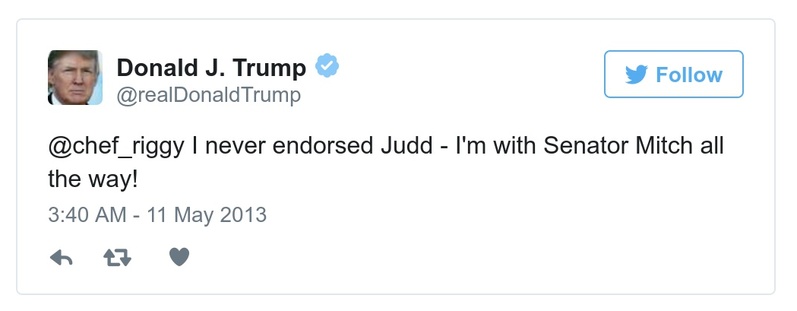 Donald J. Trump
@realDonaldTrump
Follow
@chef_riggy I never endorsed Judd - I'm with Senator Mitch all
the way!
3:40 AM - 11 May 2013